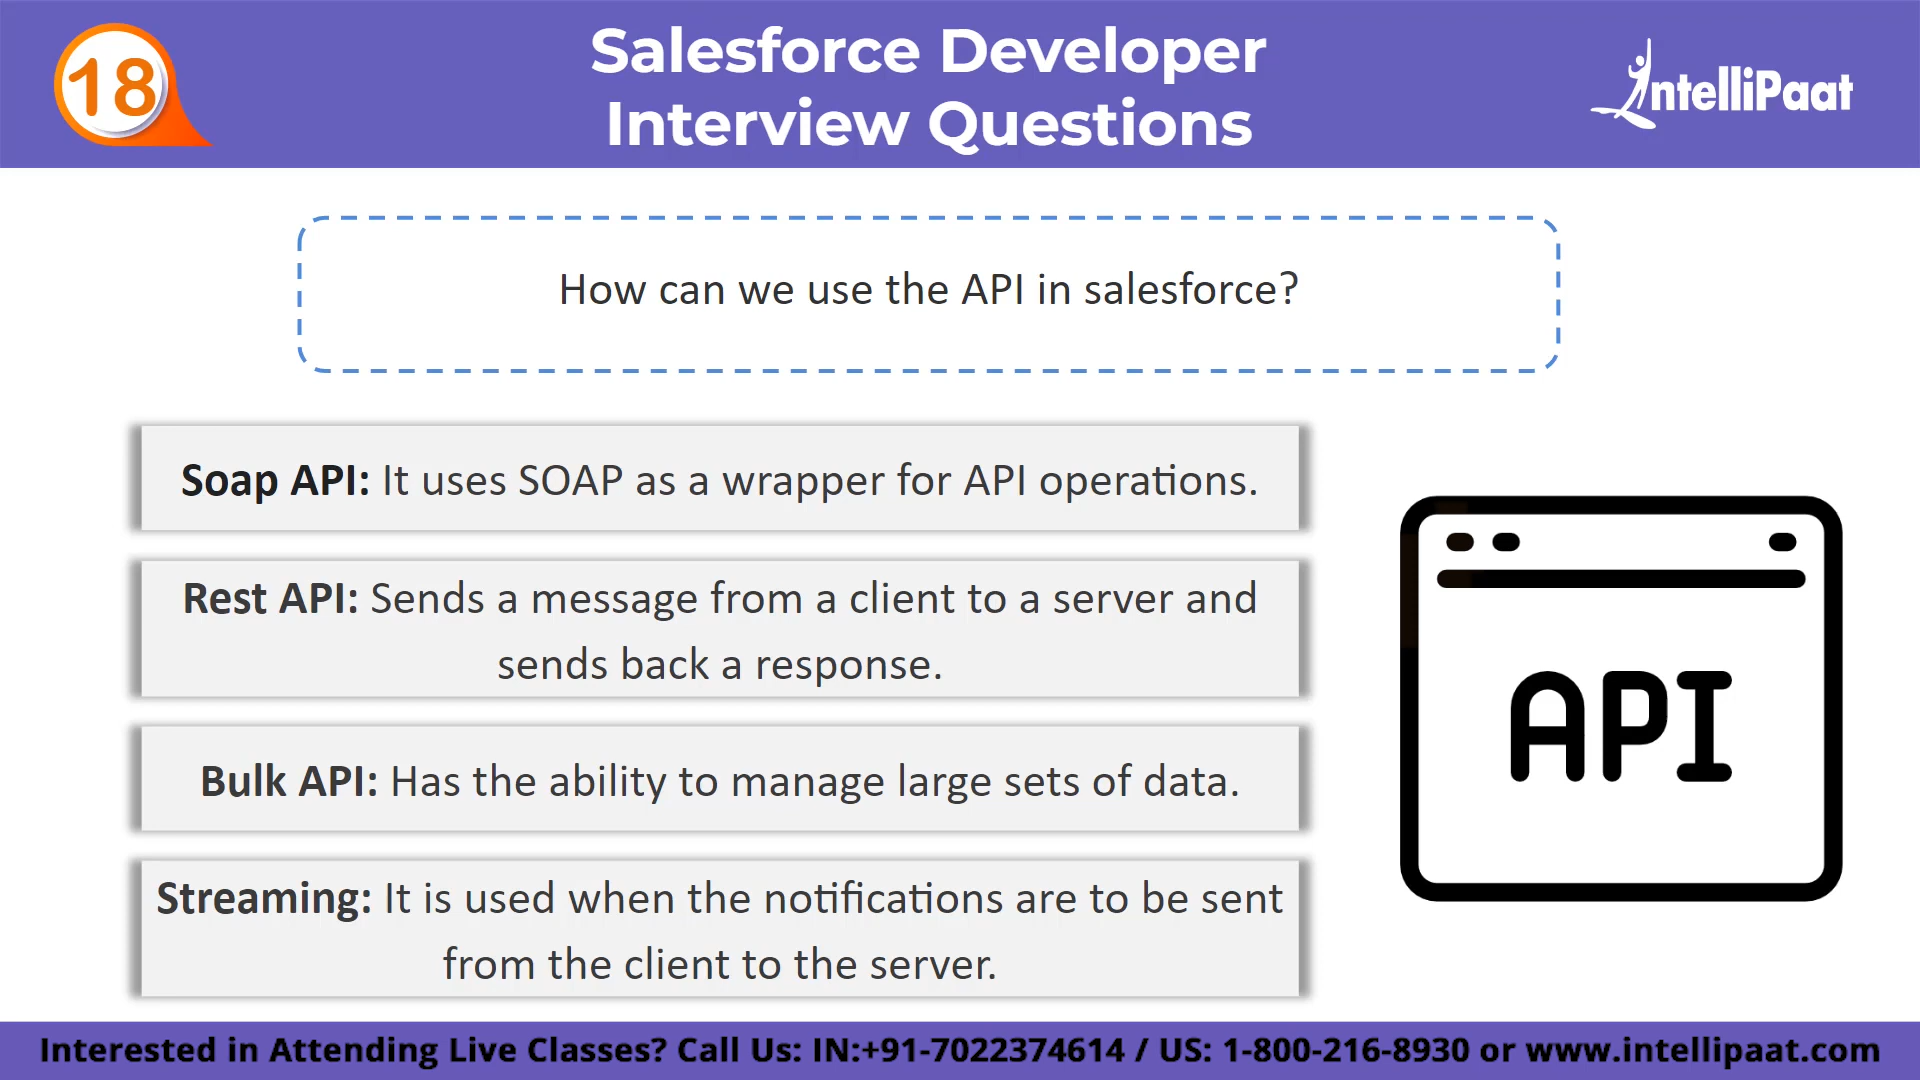 18
Salesforce Developer
Interview Questions
IntelliPaat
How can we use the API in salesforce?
Soap API: It uses SOAP as a wrapper for API operations.
Rest API: Sends a message from a client to a server and
sends back a response.
Bulk API: Has the ability to manage large sets of data.
Streaming: It is used when the notifications are to be sent
from the client to the server.
API
Interested in Attending Live Classes? Call Us: IN:+91-7022374614 / US: 1-800-216-8930 or www.intellipaat.com